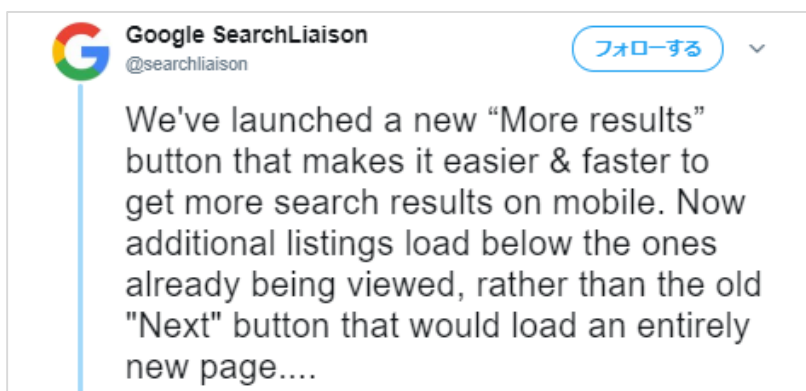 Google SearchLiaison
@searchliaison
フォローする
We've launched a new “More results”
button that makes it easier & faster to
get more search results on mobile. Now
additional listings load below the ones
already being viewed, rather than the old
"Next" button that would load an entirely
new page....